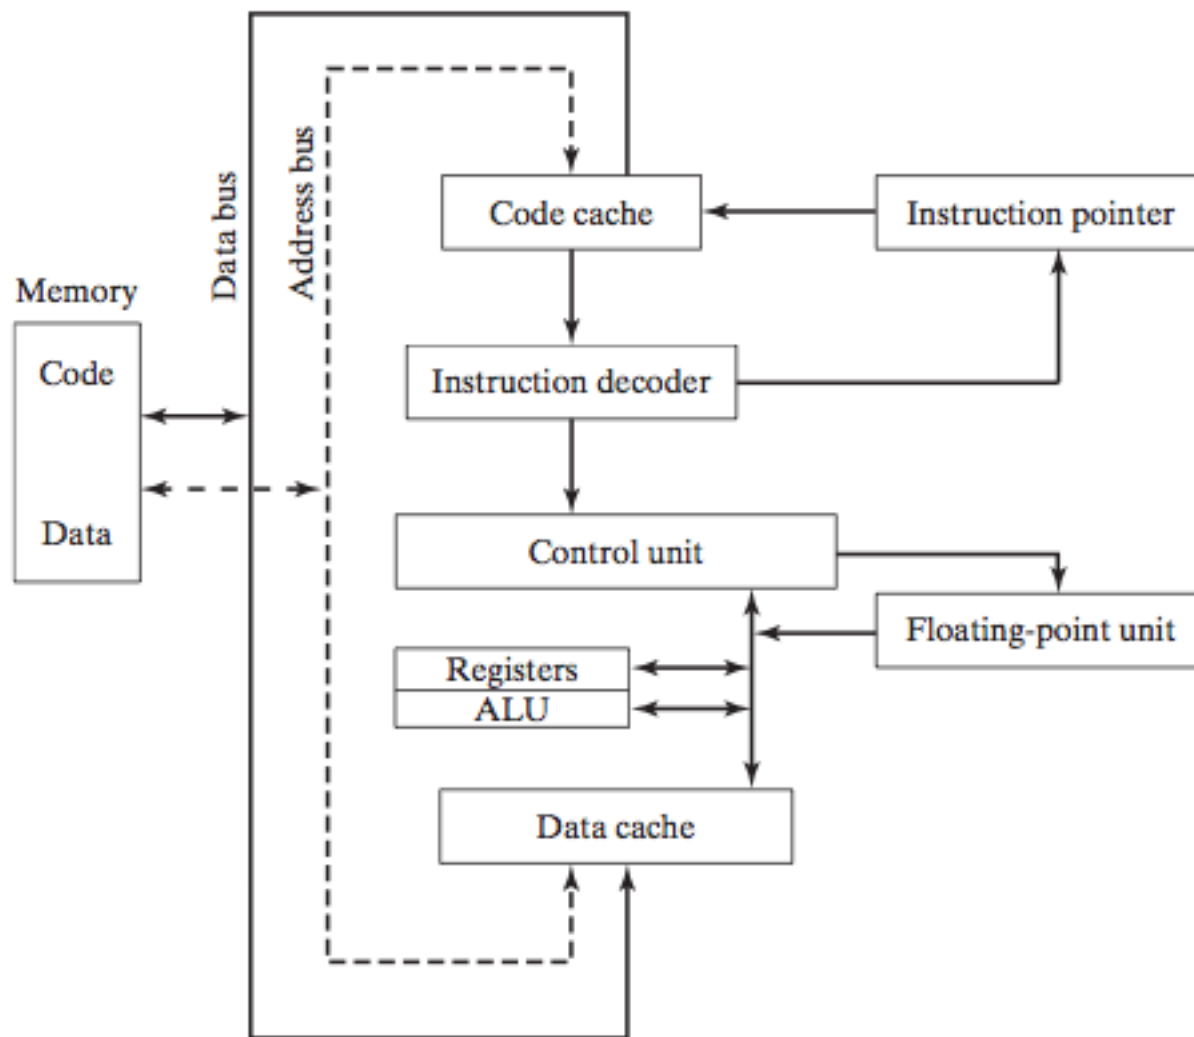 Data bus
Address bus
Code cache
Instruction pointer
Memory
Code
Data
Instruction decoder
Control unit
Floating-point unit
Registers
ALU
Data cache